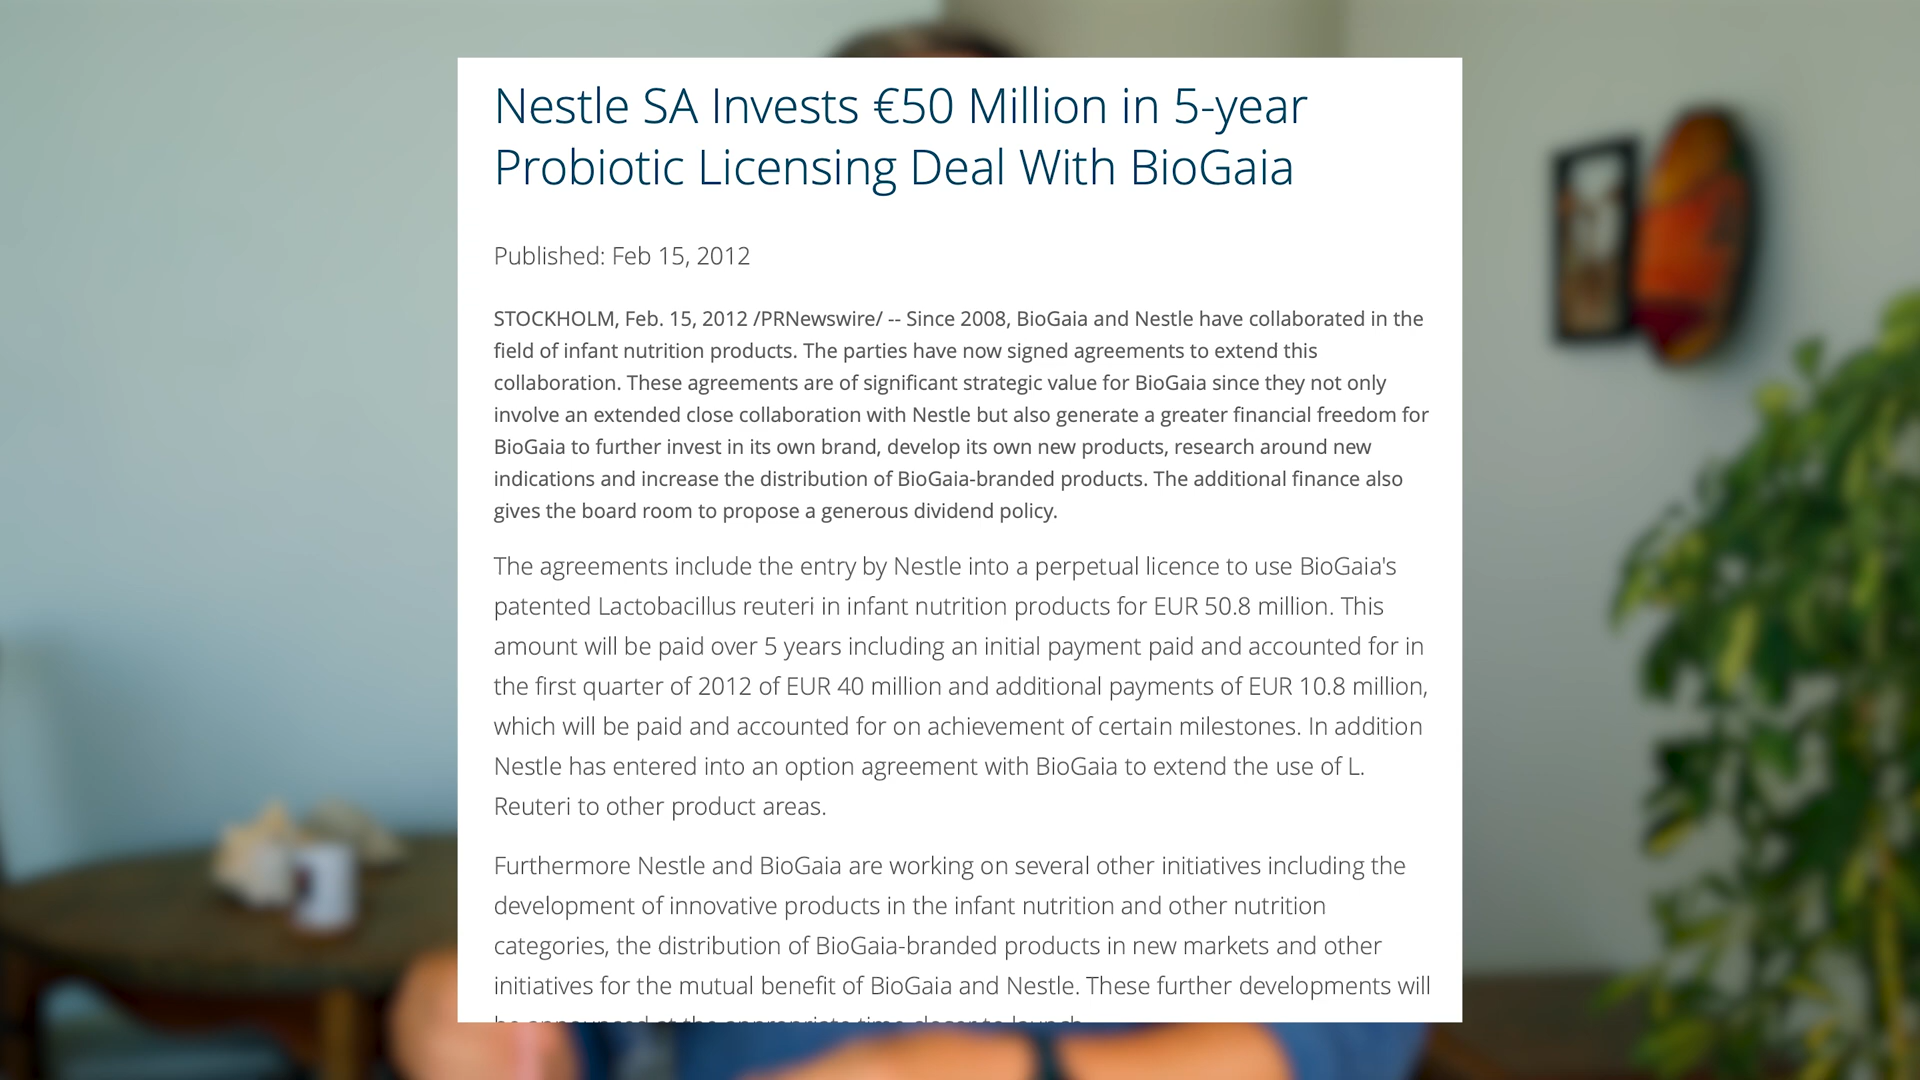 Nestle SA Invests €50 Million in 5-year
Probiotic Licensing Deal With BioGaia
Published: Feb 15, 2012
STOCKHOLM, Feb. 15, 2012 /PRNewswire/ -- Since 2008, BioGaia and Nestle have collaborated in the
field of infant nutrition products. The parties have now signed agreements to extend this
collaboration. These agreements are of significant strategic value for BioGaia since they not only
involve an extended close collaboration with Nestle but also generate a greater financial freedom for
BioGaia to further invest in its own brand, develop its own new products, research around new
indications and increase the distribution of BioGaia-branded products. The additional finance also
gives the board room to propose a generous dividend policy.
The agreements include the entry by Nestle into a perpetual licence to use BioGaia's
patented Lactobacillus reuteri in infant nutrition products for EUR 50.8 million. This
amount will be paid over 5 years including an initial payment paid and accounted for in
the first quarter of 2012 of EUR 40 million and additional payments of EUR 10.8 million,
which will be paid and accounted for on achievement of certain milestones. In addition
Nestle has entered into an option agreement with BioGaia to extend the use of L.
Reuteri to other product areas.
Furthermore Nestle and BioGaia are working on several other initiatives including the
development of innovative products in the infant nutrition and other nutrition
categories, the distribution of BioGaia-branded products in new markets and other
initiatives for the mutual benefit of BioGaia and Nestle. These further developments will